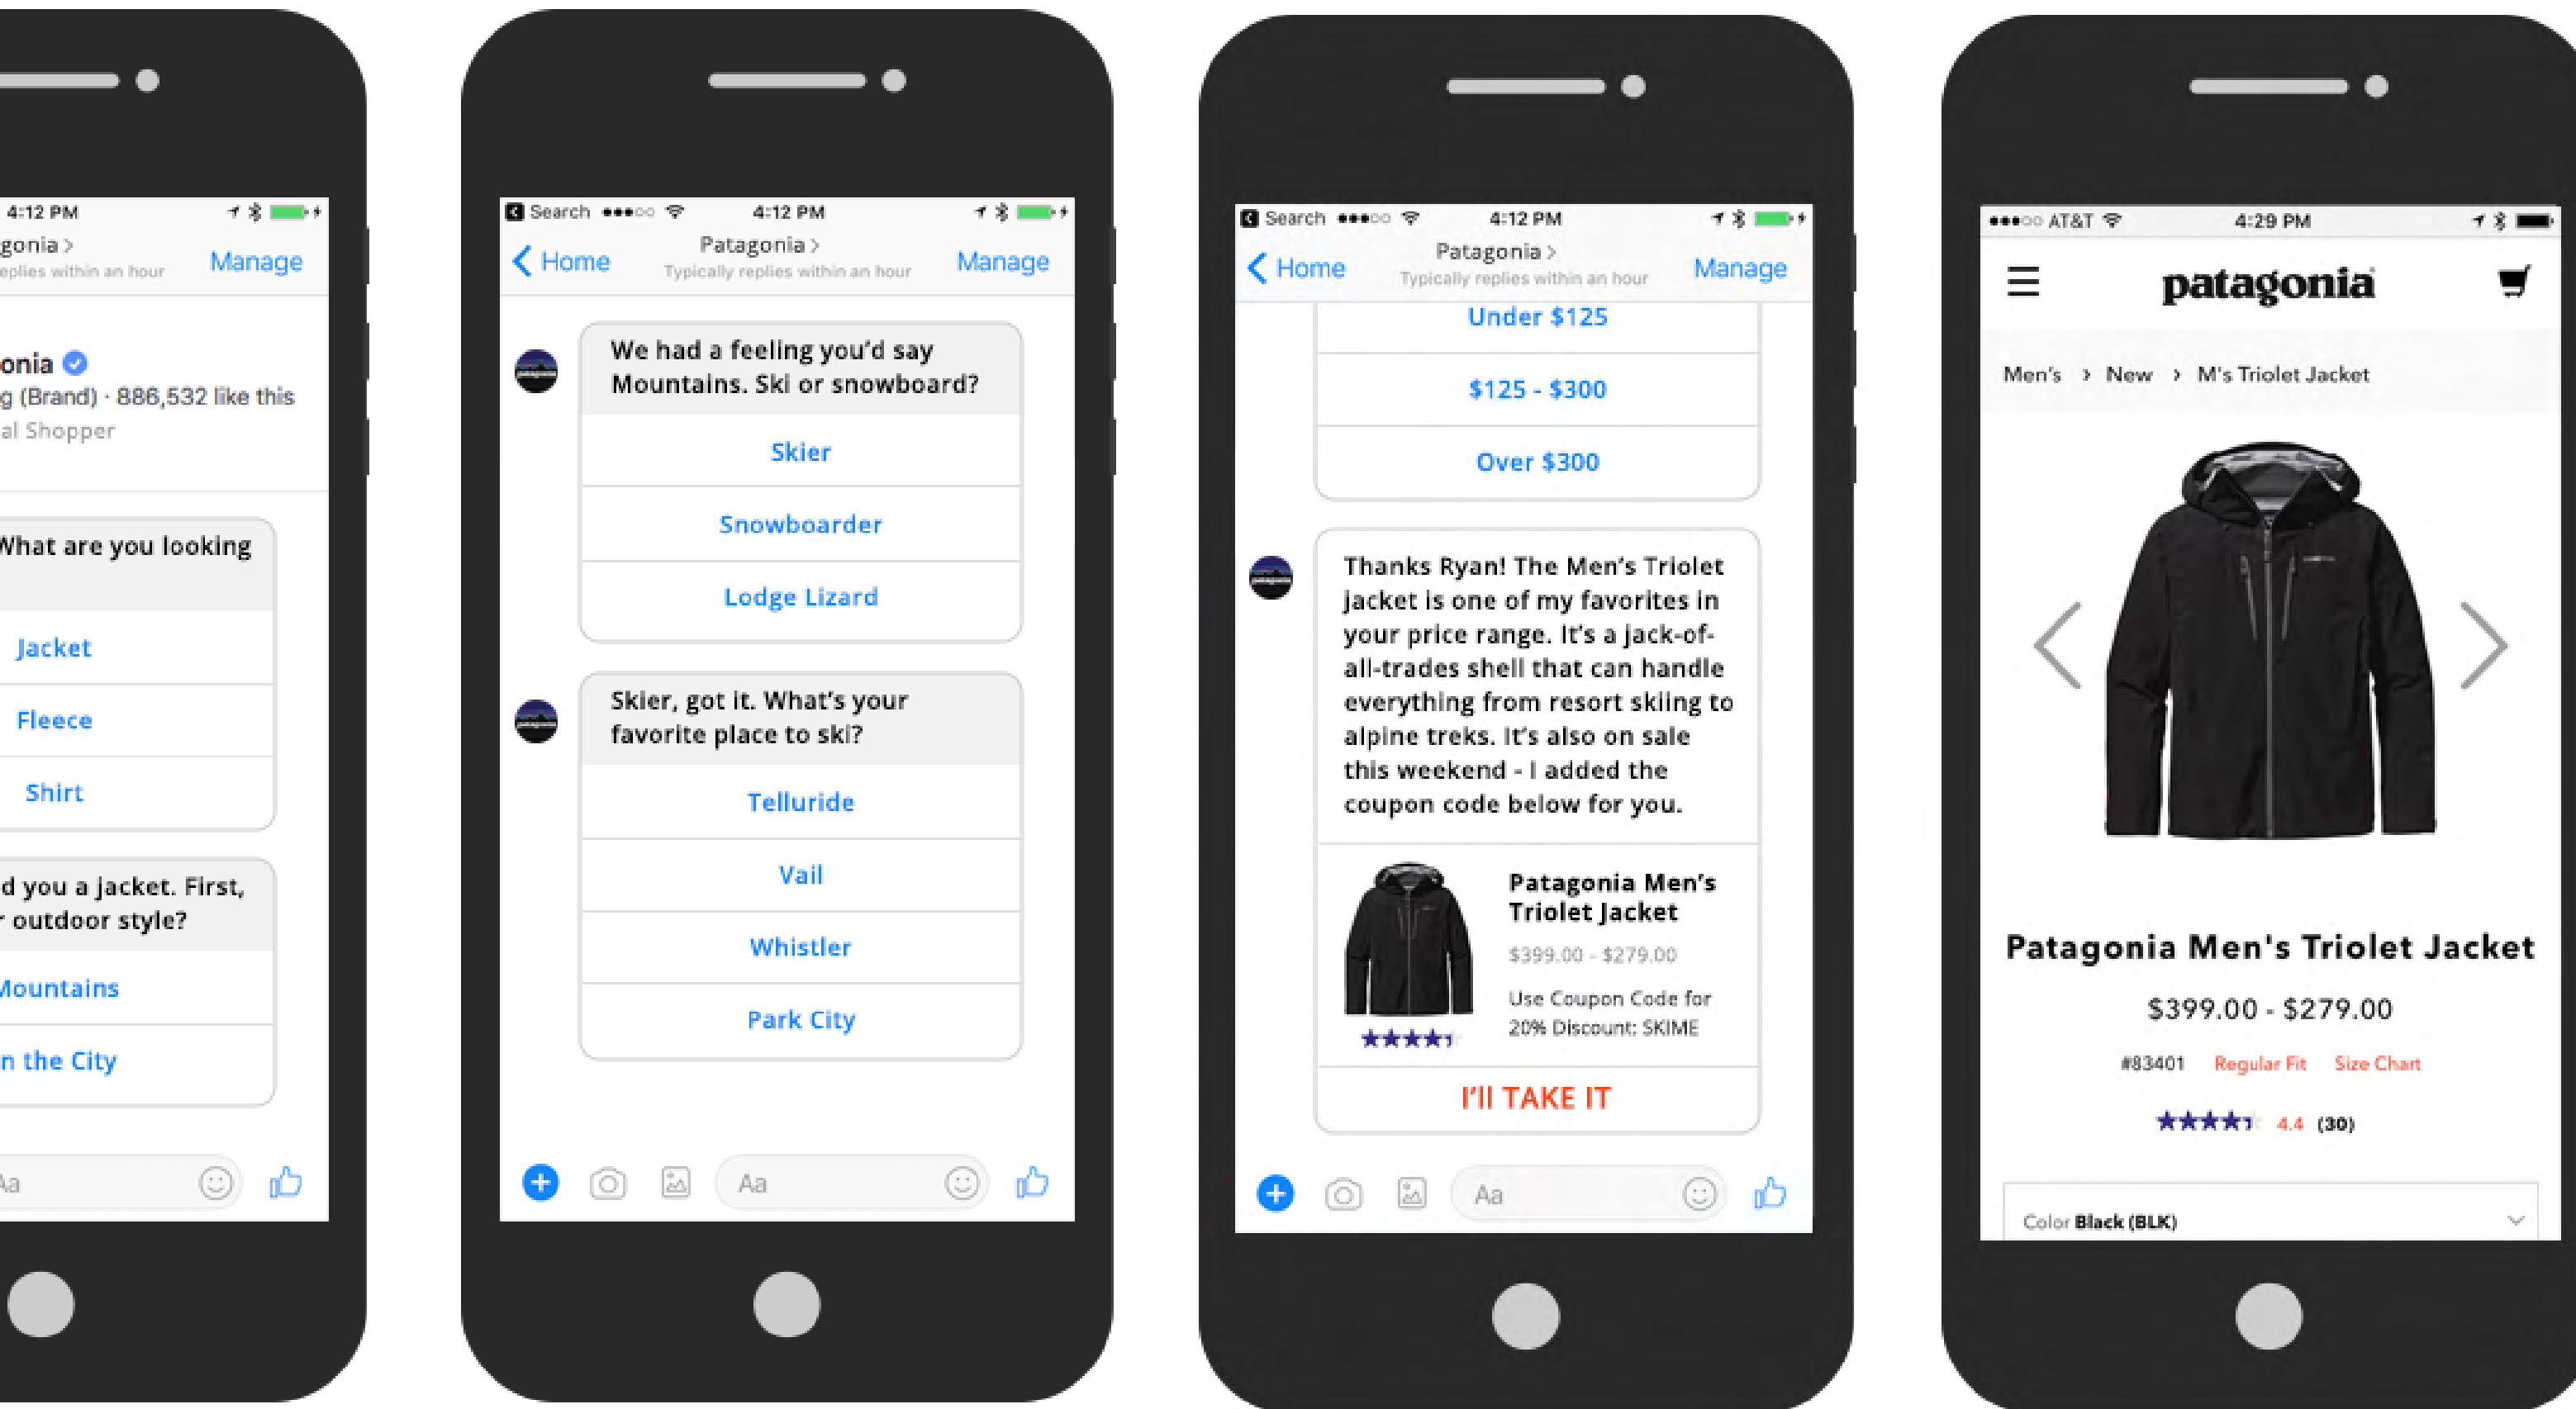 4:12 PM
gonia >
eplies within an hour
Manage
onia
g (Brand) · 886,532 like this
al Shopper
What are you looking
Jacket
Fleece
Shirt
d you a jacket. First,
r outdoor style?
Mountains
n the City
Aa
Search
4:12 PM
Home
Patagonia >
Typically replies within an hour
Manage
We had a feeling you'd say
Mountains. Ski or snowboard?
Skier
Snowboarder
Lodge Lizard
Skier, got it. What's your
favorite place to ski?
Telluride
Vail
Whistler
Park City
Aa
Search
4:12 PM
Home
Patagonia >
Typically replies within an hour
Manage
Under $125
$125 - $300
Over $300
Thanks Ryan! The Men's Triolet
Jacket is one of my favorites in
your price range. It's a jack-of-
all-trades shell that can handle
everything from resort skiing to
alpine treks. It's also on sale
this weekend - I added the
coupon code below for you.
Patagonia Men's
Triolet Jacket
$399.00 - $279.00
Use Coupon Code for
20% Discount: SKIME
I'll TAKE IT
Aa
AT&T
4:29 PM
patagonia
Men's > New > M's Triolet Jacket
Patagonia Men's Triolet Jacket
$399.00 - $279.00
#83401 Regular Fit Size Chart
4.4 (30)
Color Black (BLK)